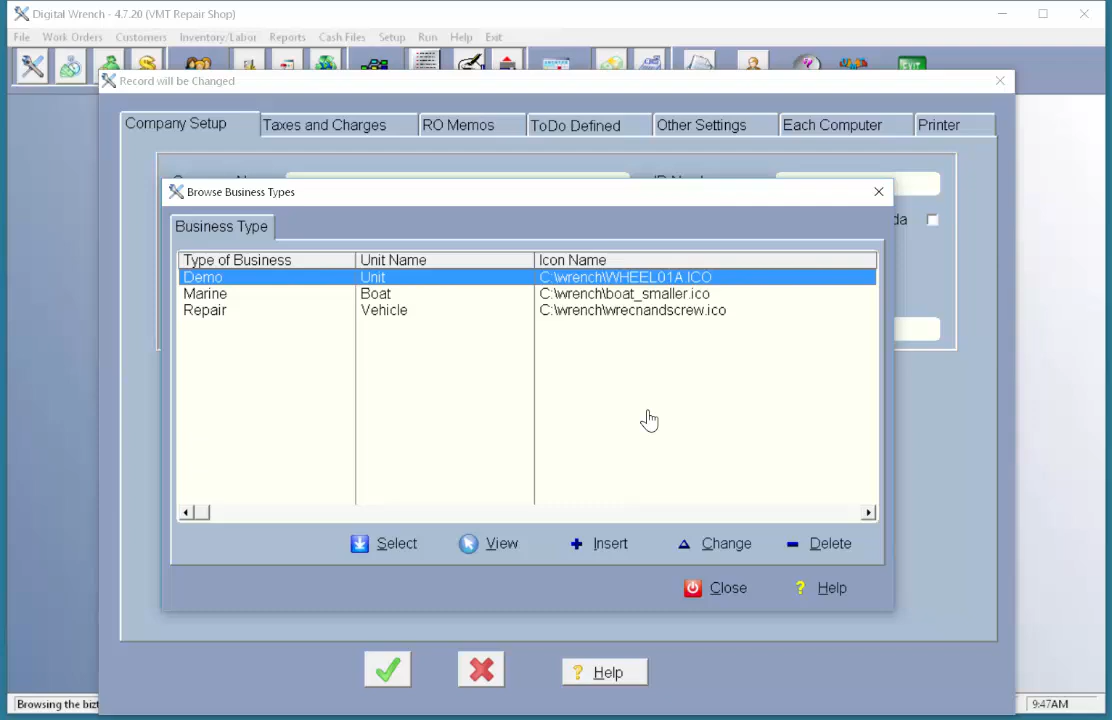 Digital Wrench - 4.7.20 (VMT Repair Shop)
File Work Orders Customers Inventory/Labor Reports Cash Files Setup Run Help Exit
EXIT
Record will be Changed
Company Setup Taxes and Charges RO Memos ToDo Defined Other Settings Each Computer Printer
da
Browse Business Types
Business Type
Type of Business Unit Name Icon Name
Demo Unit C:\wrench\WHEEL01A.ICO
Marine Boat C:\wrench\boat_smaller.ico
Repair Vehicle C:\wrench\wrecnandscrew.ico
Select View Insert Change Delete
Close Help
Help
Browsing the bizt 9:47AM